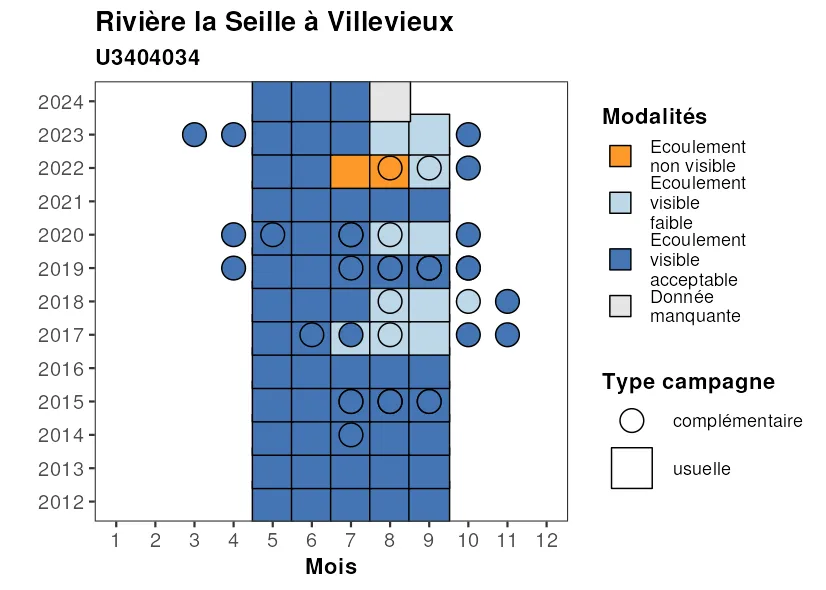 Rivière la Seille à Villevieux
U3404034
2024
2023
2022
2021
2020
2019
2018
2017
2016
2015
2014
2013
2012
1 2 3 4 5 6 7 8 9 10 11 12
Mois
Modalités
Ecoulement
non visible
Ecoulement
visible
faible
Ecoulement
visible
acceptable
Donnée
manquante
Type campagne
complémentaire
usuelle